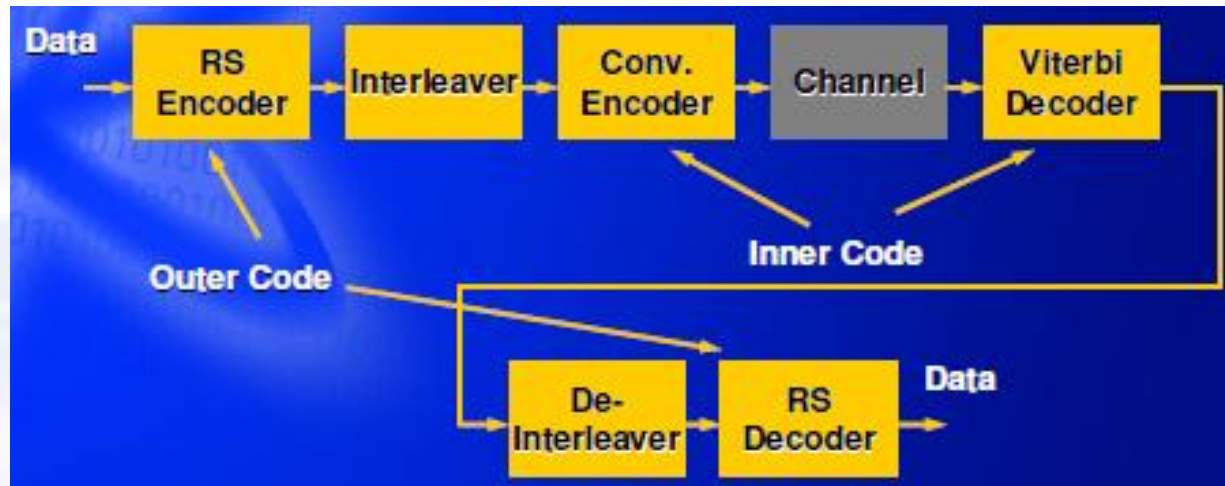 Data
RS
Encoder
Interleaver
Conv.
Encoder
Channel
Viterbi
Decoder
Outer Code
Inner Code
De-
Interleaver
RS
Decoder
Data